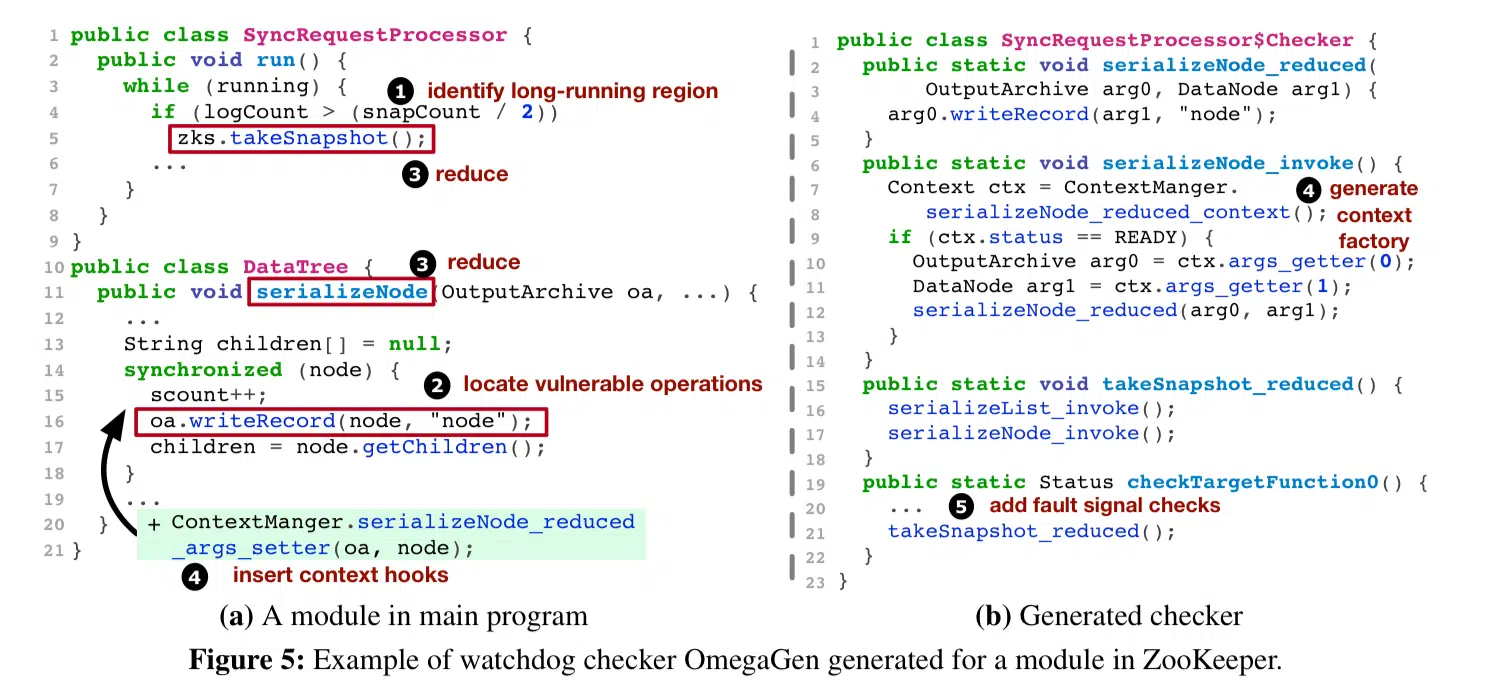 1 public class SyncRequestProcessor {
2 public void run() {
3 while (running) { ❶ identify long-running region
4 if (logCount > (snapCount / 2))
5 zks.takeSnapshot();
6 ... ❸ reduce
7 }
8 }
9 }
10 public class DataTree { ❸ reduce
11 public void serializeNode(OutputArchive oa, ...) {
12 ...
13 String children[] = null;
14 synchronized (node) {
❷ locate vulnerable operations
15 scount++;
16 oa.writeRecord(node, "node");
17 children = node.getChildren();
18 }
19 ...
20 } + ContextManger.serializeNode_reduced
21 } _args_setter(oa, node);
❹ insert context hooks
(a) A module in main program
1 public class SyncRequestProcessor$Checker {
2 public static void serializeNode_reduced(
3 OutputArchive arg0, DataNode arg1) {
4 arg0.writeRecord(arg1, "node");
5 }
6 public static void serializeNode_invoke() {
7 Context ctx = ContextManger. ❹ generate
8 serializeNode_reduced_context(); context
9 if (ctx.status == READY) { factory
10 OutputArchive arg0 = ctx.args_getter(0);
11 DataNode arg1 = ctx.args_getter(1);
12 serializeNode_reduced(arg0, arg1);
13 }
14 }
15 public static void takeSnapshot_reduced() {
16 serializeList_invoke();
17 serializeNode_invoke();
18 }
19 public static Status checkTargetFunction0() {
20 ... ❺ add fault signal checks
21 takeSnapshot_reduced();
22 }
23 }
(b) Generated checker
Figure 5: Example of watchdog checker OmegaGen generated for a module in ZooKeeper.